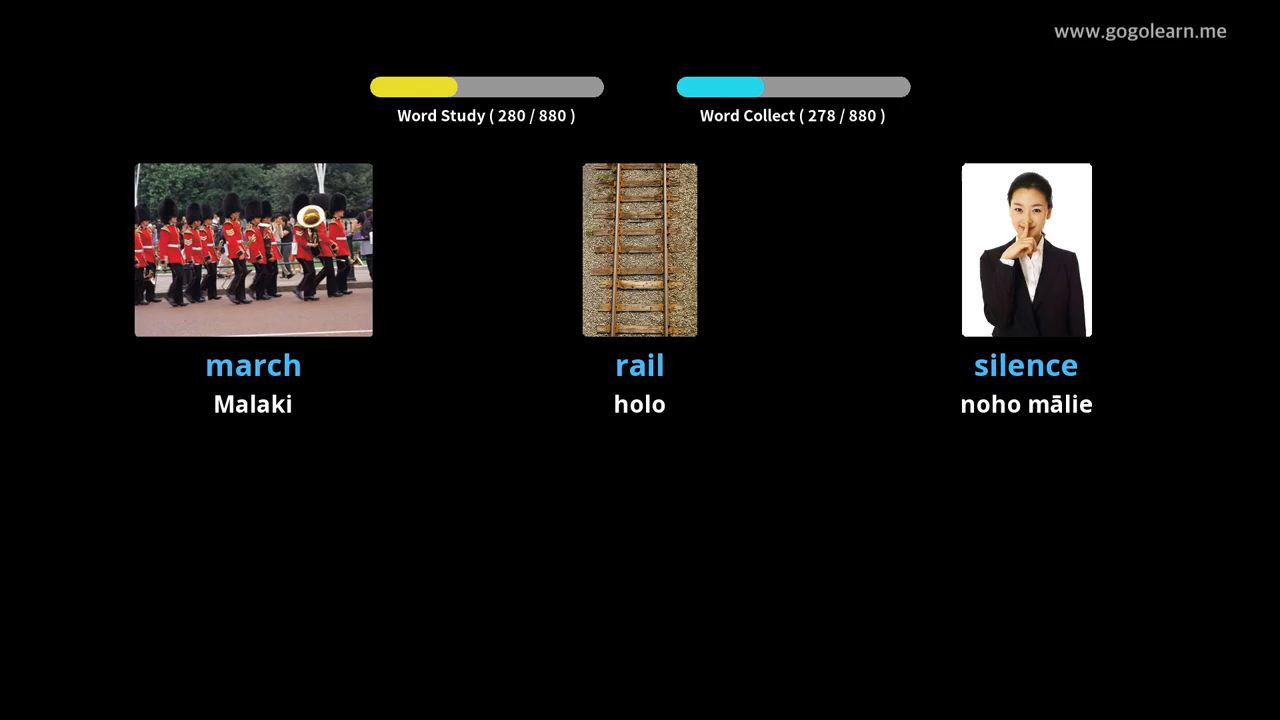 www.gogolearn.me
Word Study ( 280 / 880 )
Word Collect ( 278 / 880 )
march
rail
silence
Malaki
holo
noho mālie